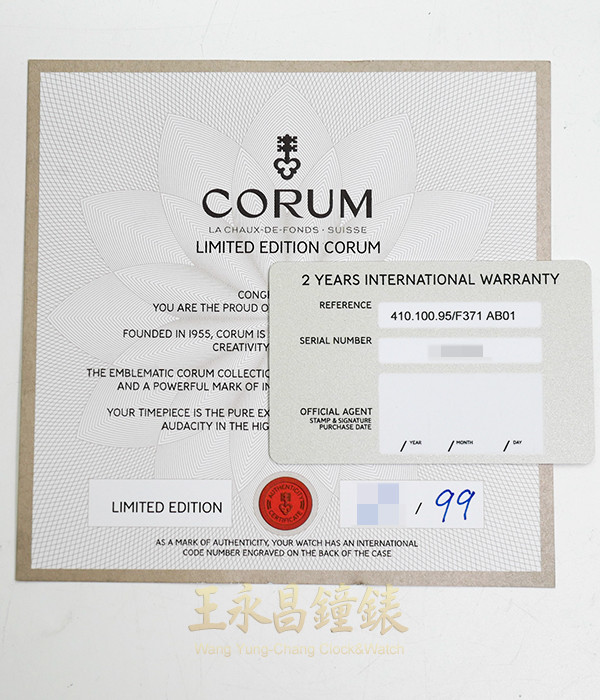 CORUM
LA CHAUX-DE-FONDS · SUISSE
LIMITED EDITION CORUM
CONG
YOU ARE THE PROUD O
FOUNDED IN 1955, CORUM IS
CREATIVITY
THE EMBLEMATIC CORUM COLLECTION
AND A POWERFUL MARK OF IN
YOUR TIMEPIECE IS THE PURE EX
AUDACITY IN THE HIG
2 YEARS INTERNATIONAL WARRANTY
REFERENCE
410.100.95/F371 AB01
SERIAL NUMBER
OFFICIAL AGENT
STAMP & SIGNATURE
PURCHASE DATE
/ YEAR / MONTH / DAY
LIMITED EDITION
AUTHENTICITY
CERTIFICATE
/ 99
AS A MARK OF AUTHENTICITY, YOUR WATCH HAS AN INTERNATIONAL
CODE NUMBER ENGRAVED ON THE BACK OF THE CASE
王永昌鐘錶
Wang Yung-Chang Clock&Watch